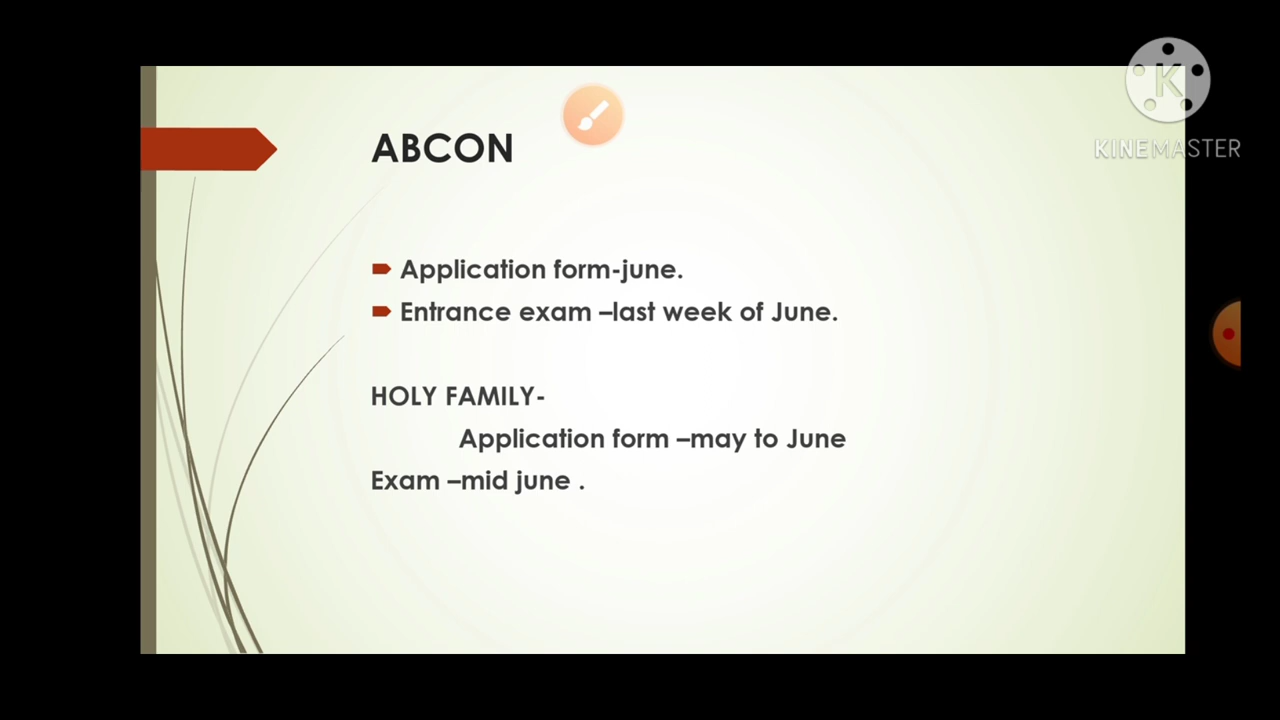 K
KINEMASTER
ABCON
Application form-june.
Entrance exam –last week of June.
HOLY FAMILY-
Application form –may to June
Exam –mid june .